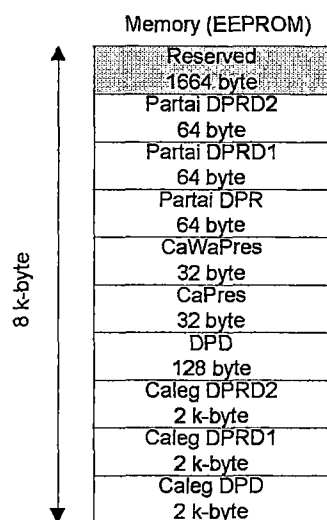 Memory (EEPROM)
8 k-byte
Reserved
1664 byte
Partai DPRD2
64 byte
Partai DPRD1
64 byte
Partai DPR
64 byte
CaWaPres
32 byte
CaPres
32 byte
DPD
128 byte
Caleg DPRD2
2 k-byte
Caleg DPRD1
2 k-byte
Caleg DPD
2 k-byte